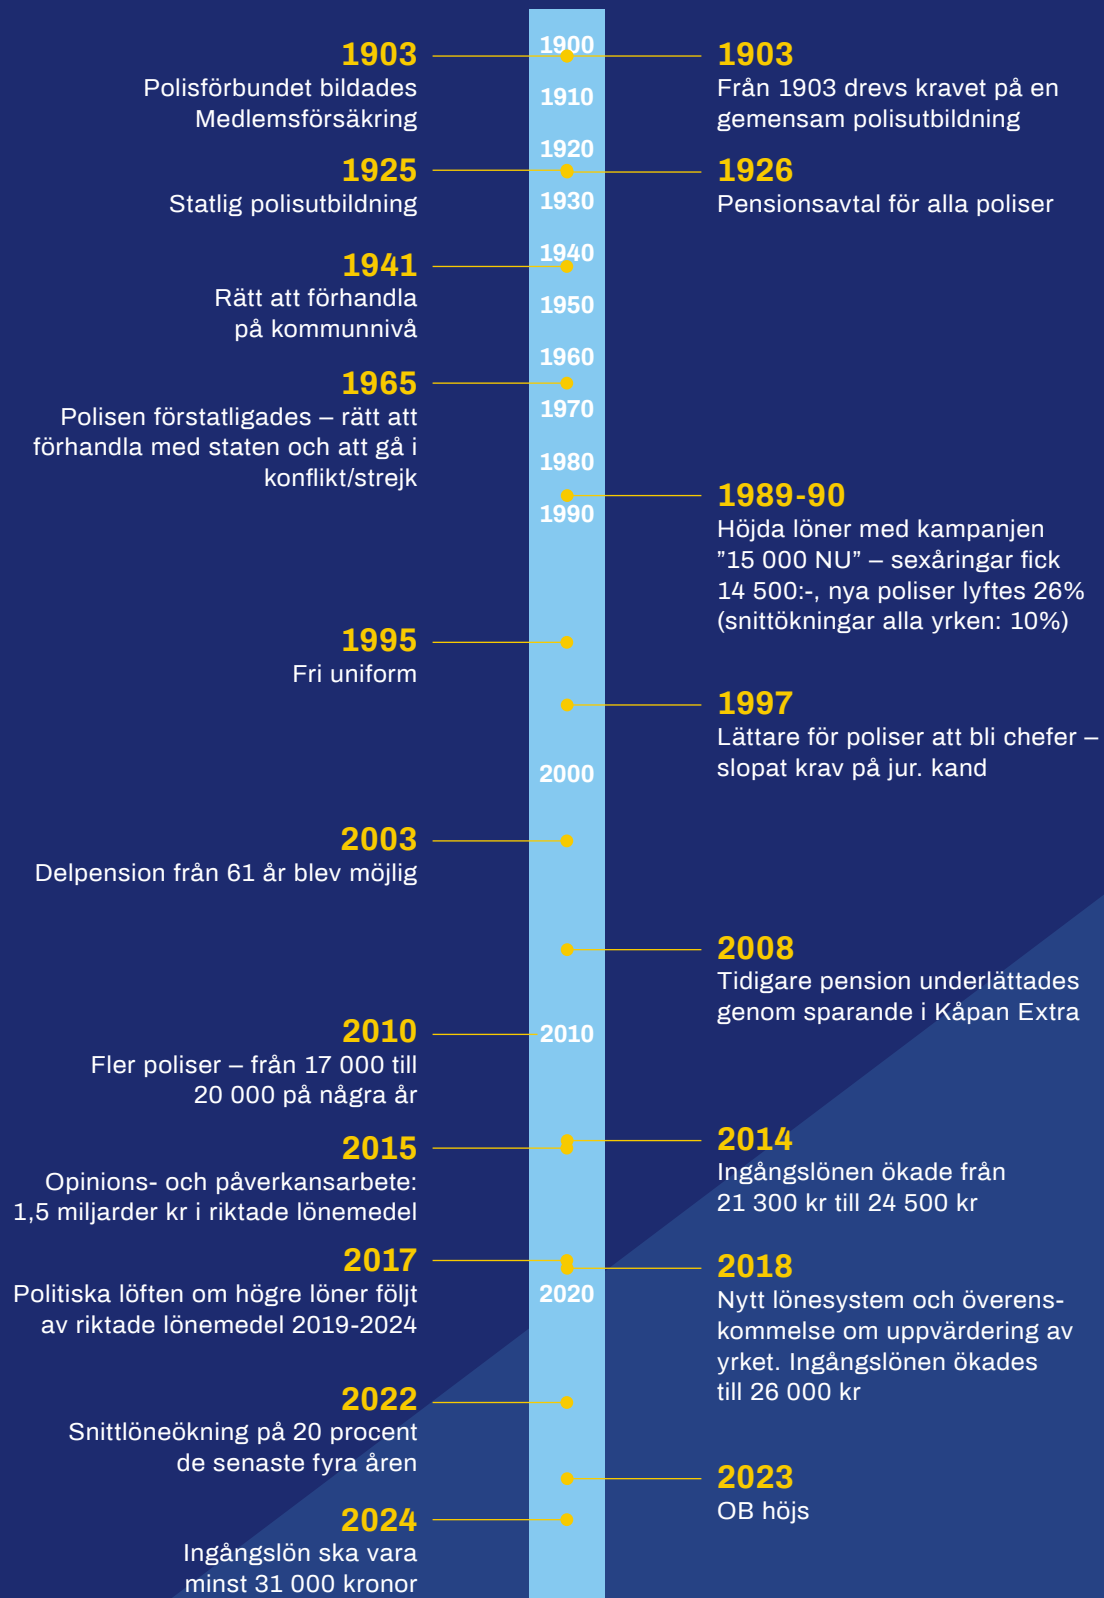 1900
1910
1920
1930
1940
1950
1960
1970
1980
1990
2000
2010
2020
1903
Polisförbundet bildades
Medlemsförsäkring
1903
Från 1903 drevs kravet på en
gemensam polisutbildning
1925
Statlig polisutbildning
1926
Pensionsavtal för alla poliser
1941
Rätt att förhandla
på kommunnivå
1965
Polisen förstatligades – rätt att
förhandla med staten och att gå i
konflikt/strejk
1989-90
Höjda löner med kampanjen
”15 000 NU” – sexåringar fick
14 500:-, nya poliser lyftes 26%
(snittökningar alla yrken: 10%)
1995
Fri uniform
1997
Lättare för poliser att bli chefer –
slopat krav på jur. kand
2003
Delpension från 61 år blev möjlig
2008
Tidigare pension underlättades
genom sparande i Kåpan Extra
2010
Fler poliser – från 17 000 till
20 000 på några år
2014
Ingångslönen ökade från
21 300 kr till 24 500 kr
2015
Opinions- och påverkansarbete:
1,5 miljarder kr i riktade lönemedel
2017
Politiska löften om högre löner följt
av riktade lönemedel 2019-2024
2018
Nytt lönesystem och överens-
kommelse om uppvärdering av
yrket. Ingångslönen ökades
till 26 000 kr
2022
Snittlöneökning på 20 procent
de senaste fyra åren
2023
OB höjs
2024
Ingångslön ska vara
minst 31 000 kronor